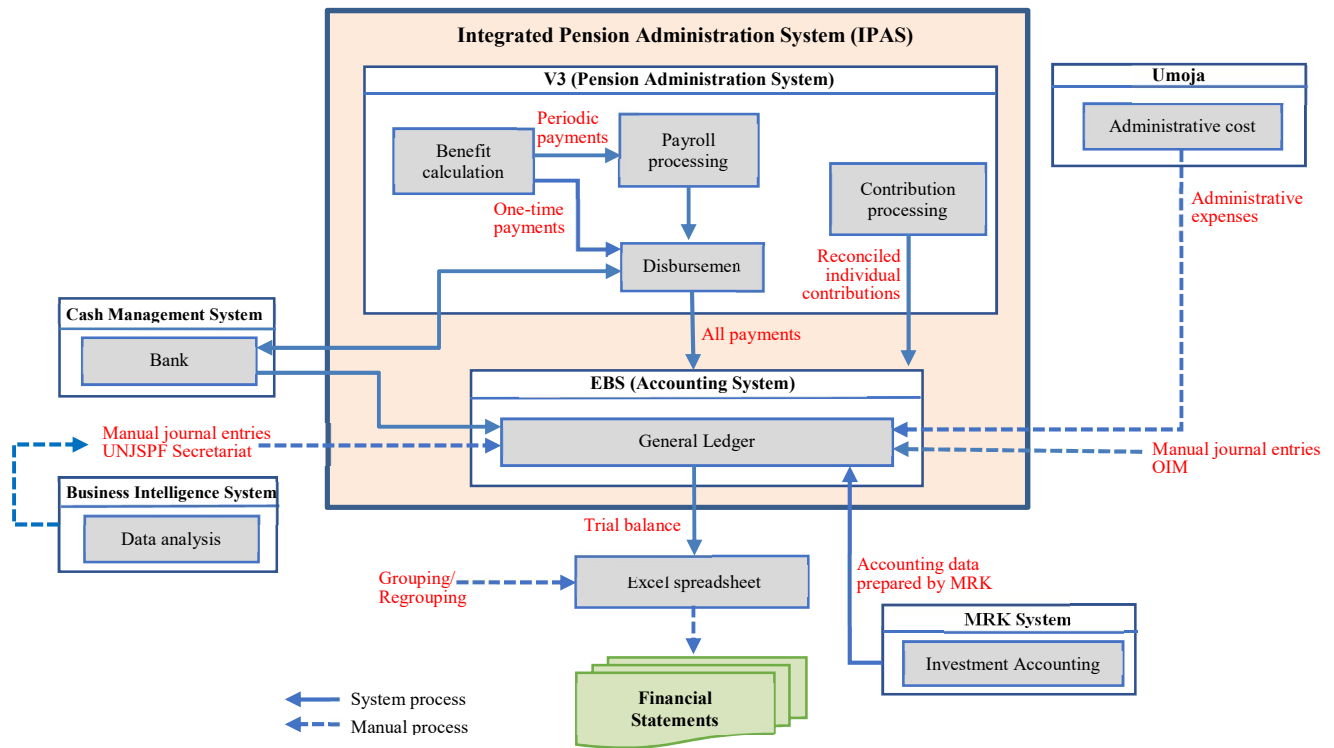 Integrated Pension Administration System (IPAS)
V3 (Pension Administration System)
Umoja
Periodic
payments
Benefit
calculation
Payroll
processing
Administrative cost
Contribution
processing
Administrative
expenses
One-time
payments
Disbursemen
Reconciled
individual
contributions
Cash Management System
Bank
All payments
EBS (Accounting System)
General Ledger
Manual journal entries
UNJSPF Secretariat
Manual journal entries
OIM
Business Intelligence System
Data analysis
Trial balance
Excel spreadsheet
Grouping/
Regrouping
Accounting data
prepared by MRK
MRK System
Investment Accounting
Financial
Statements
System process
Manual process